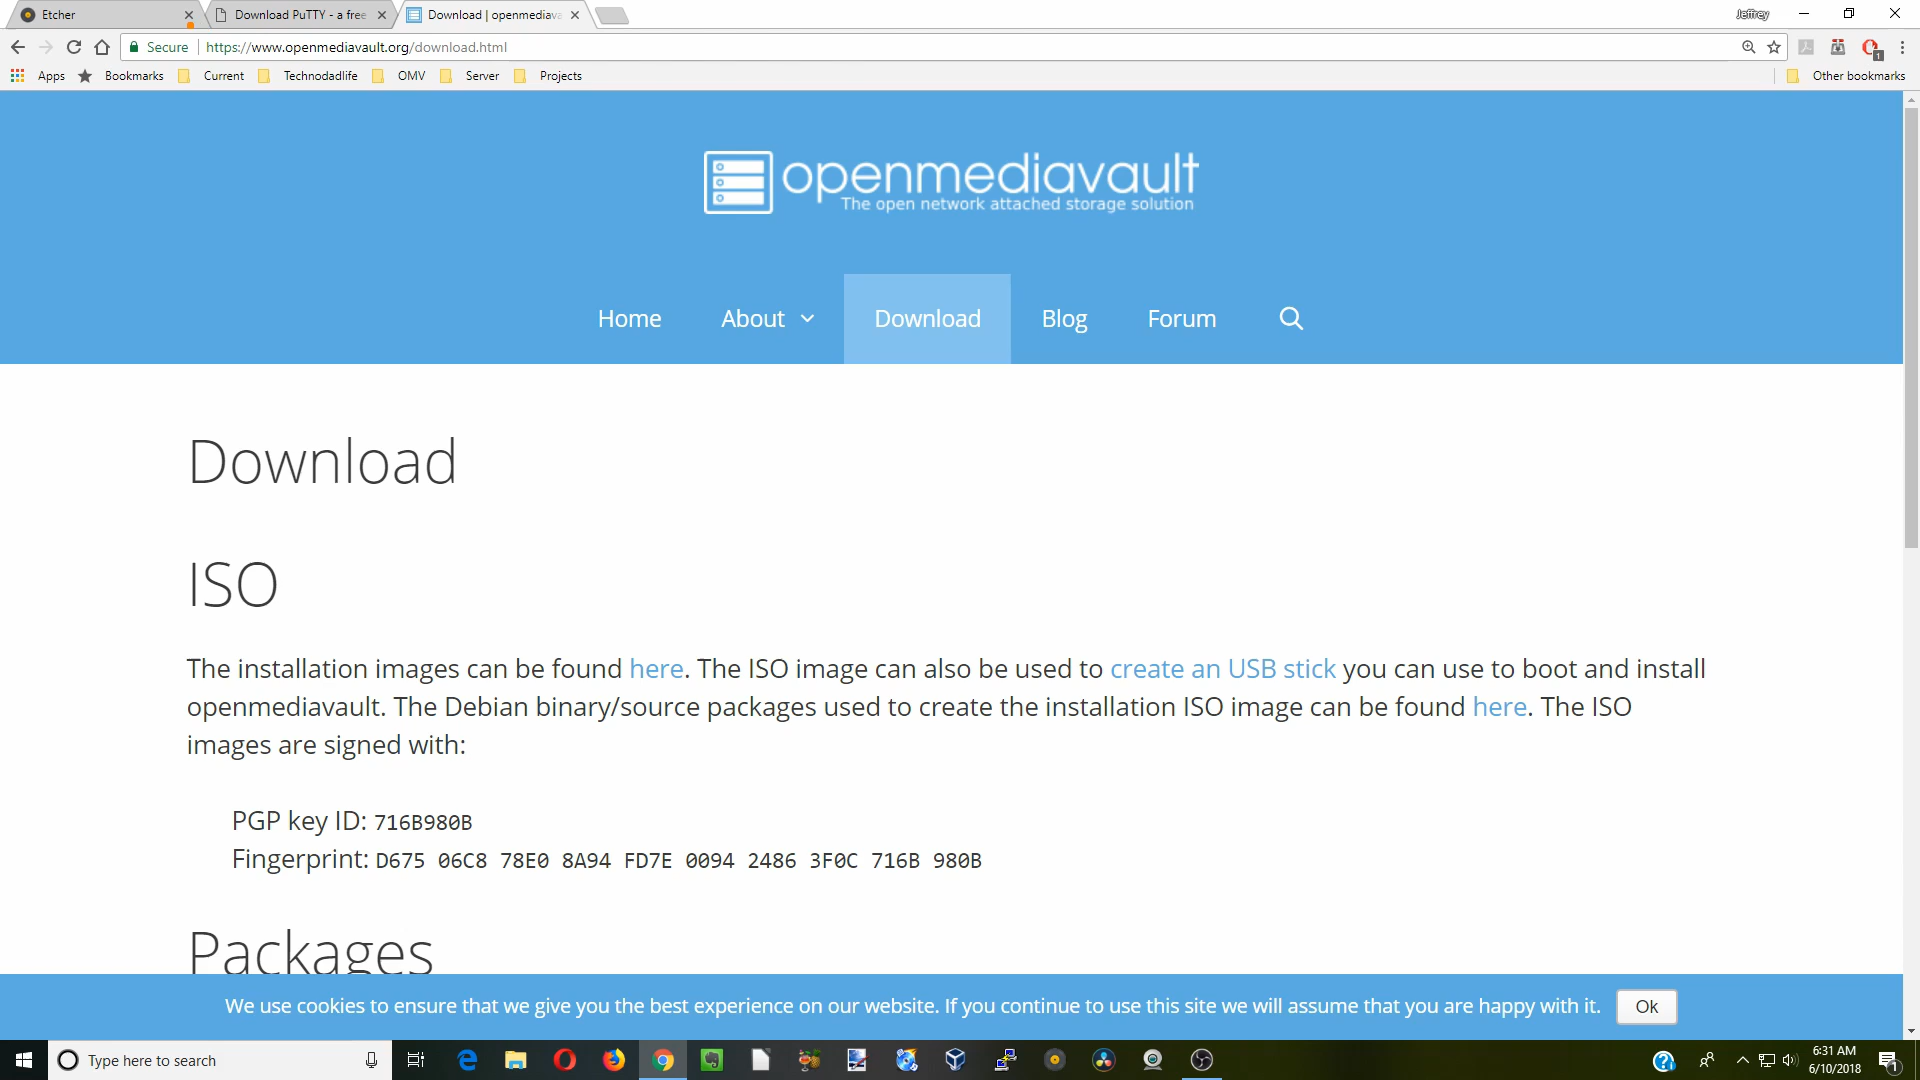 Etcher
Download PuTTY - a free
Download | openmediava
Jeffrey
Secure
https://www.openmediavault.org/download.html
Apps
Bookmarks
Current
Technodadlife
OMV
Server
Projects
Other bookmarks
openmediavault
The open network attached storage solution
Home
About
Download
Blog
Forum
Download
ISO
The installation images can be found here. The ISO image can also be used to create an USB stick you can use to boot and install
openmediavault. The Debian binary/source packages used to create the installation ISO image can be found here. The ISO
images are signed with:
PGP key ID: 716B980B
Fingerprint: D675 06C8 78E0 8A94 FD7E 0094 2486 3F0C 716B 980B
Packages
We use cookies to ensure that we give you the best experience on our website. If you continue to use this site we will assume that you are happy with it.
Ok
Type here to search
6:31 AM
6/10/2018
1
1